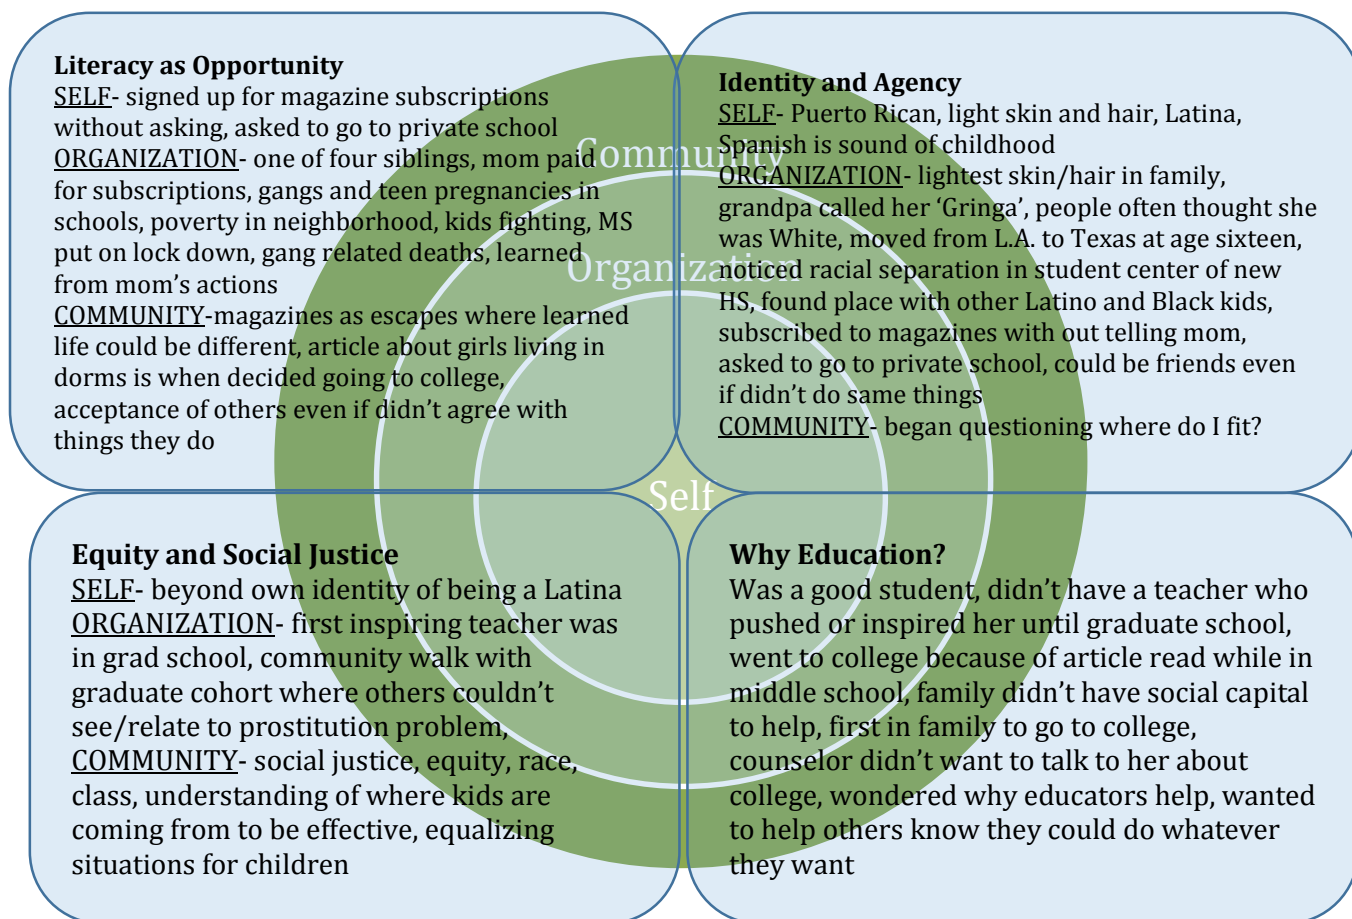 Literacy as Opportunity
SELF- signed up for magazine subscriptions
without asking, asked to go to private school
ORGANIZATION- one of four siblings, mom paid
for subscriptions, gangs and teen pregnancies in
schools, poverty in neighborhood, kids fighting, MS
put on lock down, gang related deaths, learned
from mom's actions
COMMUNITY-magazines as escapes where learned
life could be different, article about girls living in
dorms is when decided going to college,
acceptance of others even if didn't agree with
things they do
Identity and Agency
SELF- Puerto Rican, light skin and hair, Latina,
Spanish is sound of childhood
ORGANIZATION- lightest skin/hair in family,
grandpa called her 'Gringa', people often thought she
was White, moved from L.A. to Texas at age sixteen,
noticed racial separation in student center of new
HS, found place with other Latino and Black kids,
subscribed to magazines with out telling mom,
asked to go to private school, could be friends even
if didn't do same things
COMMUNITY- began questioning where do I fit?
Community
Organization
Self
Equity and Social Justice
SELF- beyond own identity of being a Latina
ORGANIZATION- first inspiring teacher was
in grad school, community walk with
graduate cohort where others couldn't
see/relate to prostitution problem,
COMMUNITY- social justice, equity, race,
class, understanding of where kids are
coming from to be effective, equalizing
situations for children
Why Education?
Was a good student, didn't have a teacher who
pushed or inspired her until graduate school,
went to college because of article read while in
middle school, family didn't have social capital
to help, first in family to go to college,
counselor didn't want to talk to her about
college, wondered why educators help, wanted
to help others know they could do whatever
they want